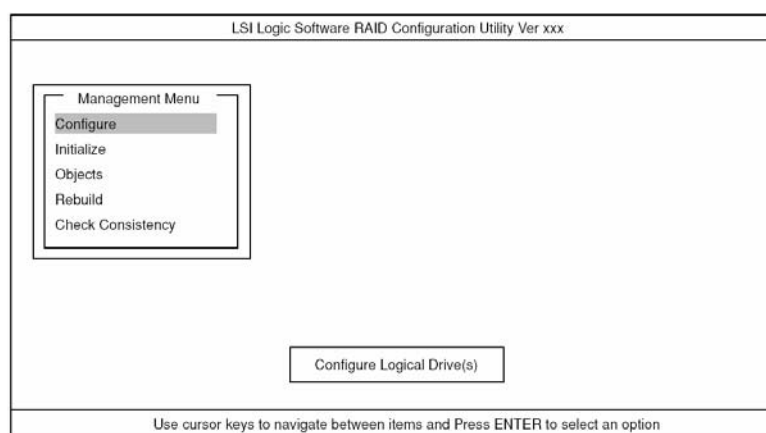 LSI Logic Software RAID Configuration Utility Ver xxx
Management Menu
Configure
Initialize
Objects
Rebuild
Check Consistency
Configure Logical Drive(s)
Use cursor keys to navigate between items and Press ENTER to select an option